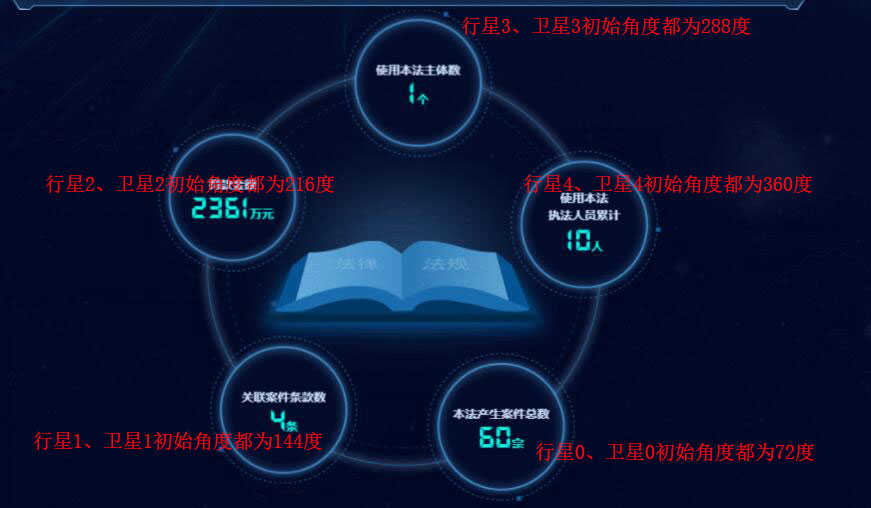 行星3、卫星3初始角度都为288度
使用本法主体数
1个
行星2、卫星2初始角度都为216度
2361万元
行星4、卫星4初始角度都为360度
使用本法
执法人员累计
10人
法律 法规
关联案件条款数
4条
行星1、卫星1初始角度都为144度
本法产生案件总数
60宗
行星0、卫星0初始角度都为72度